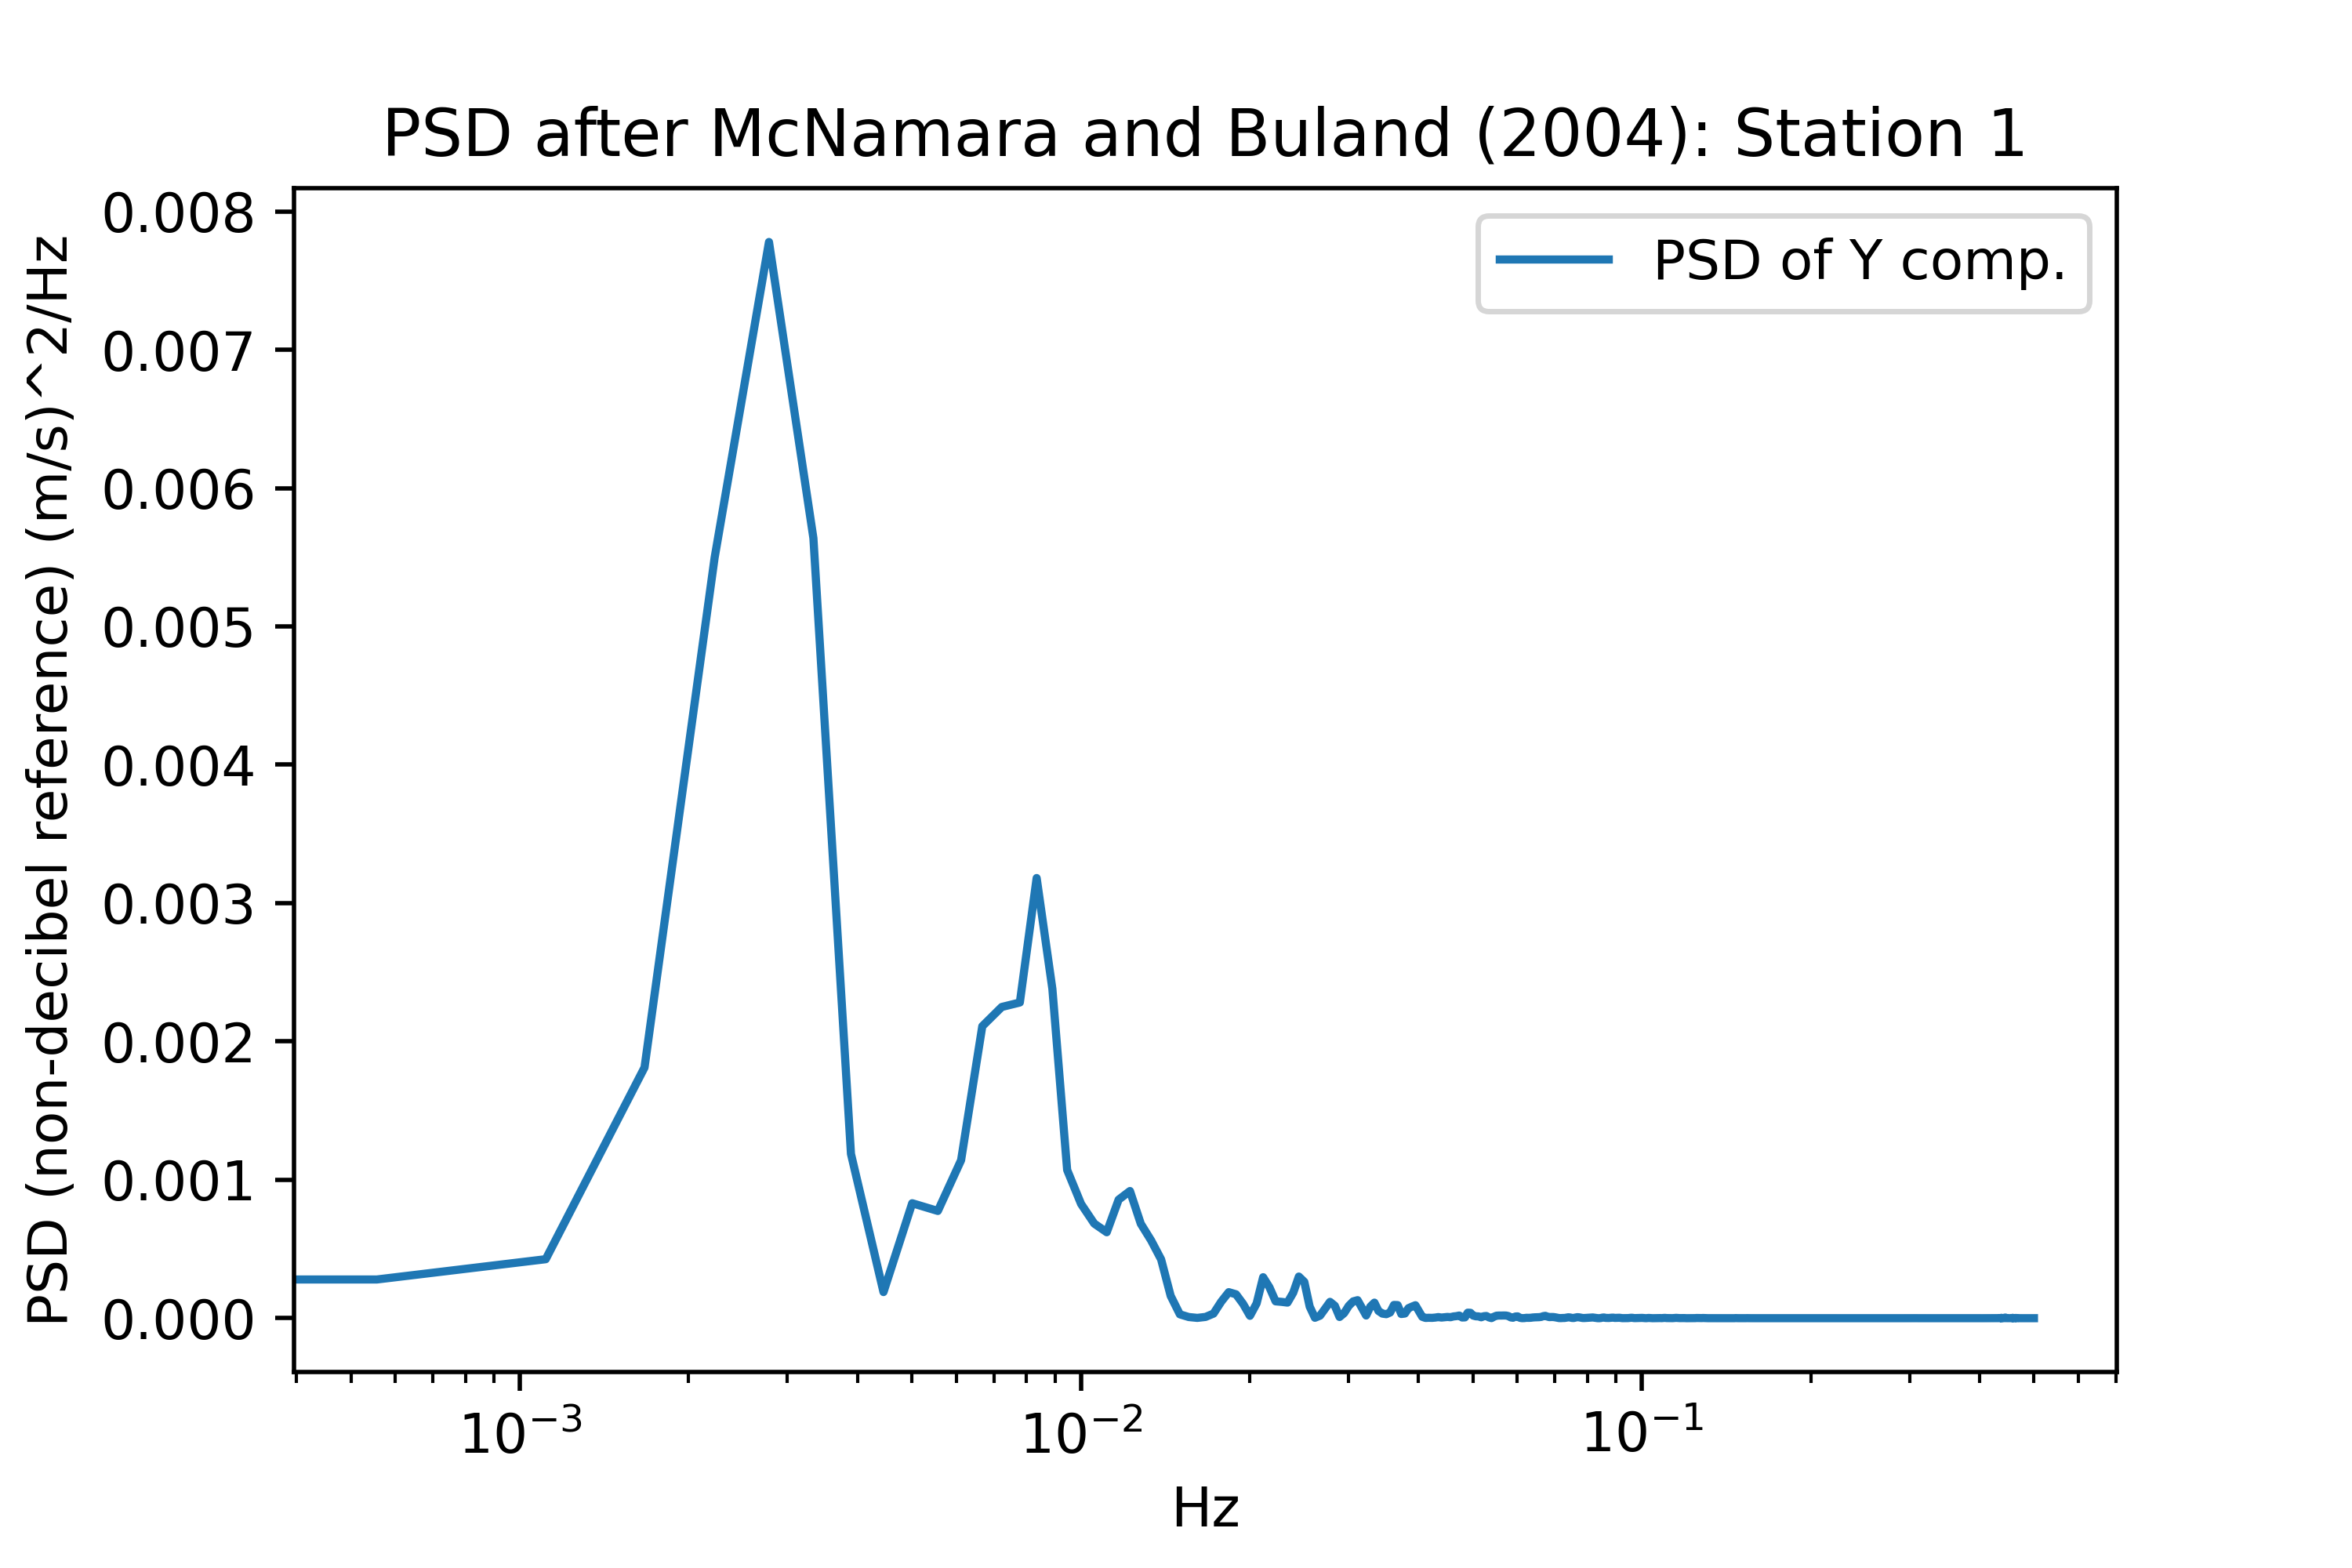 PSD after McNamara and Buland (2004): Station 1
PSD of Y comp.
PSD (non-decibel reference) (m/s)^2/Hz
0.008
0.007
0.006
0.005
0.004
0.003
0.002
0.001
0.000
10⁻³ 10⁻² 10⁻¹
Hz